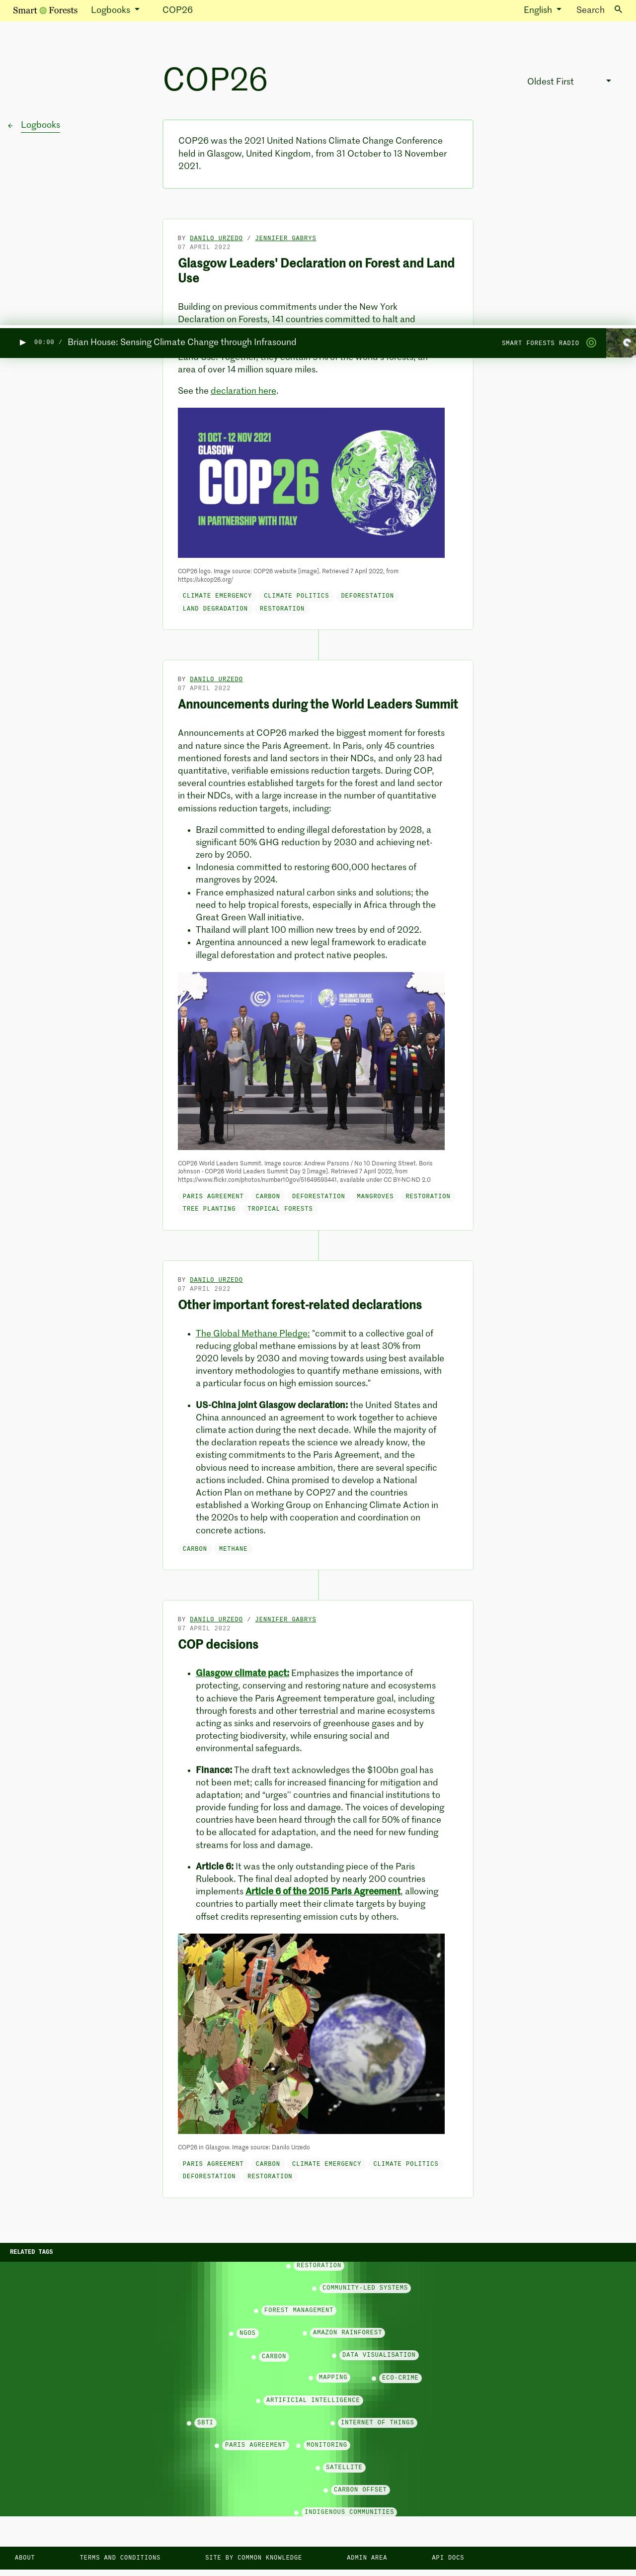 Smart Forests Logbooks COP26 English Search
COP26
Oldest First
Logbooks
COP26 was the 2021 United Nations Climate Change Conference
held in Glasgow, United Kingdom, from 31 October to 13 November
2021.
BY DANILO URZEDO / JENNIFER GABRYS
07 APRIL 2022
Glasgow Leaders' Declaration on Forest and Land
Use
Building on previous commitments under the New York
Declaration on Forests, 141 countries committed to halt and
00:00 / Brian House: Sensing Climate Change through Infrasound SMART FORESTS RADIO
area of over 14 million square miles.
See the declaration here.
31 OCT - 12 NOV 2021
GLASGOW
COP26
IN PARTNERSHIP WITH ITALY
COP26 logo. Image source: COP26 website [image]. Retrieved 7 April 2022, from
https://ukcop26.org/
CLIMATE EMERGENCY CLIMATE POLITICS DEFORESTATION
LAND DEGRADATION RESTORATION
BY DANILO URZEDO
07 APRIL 2022
Announcements during the World Leaders Summit
Announcements at COP26 marked the biggest moment for forests
and nature since the Paris Agreement. In Paris, only 45 countries
mentioned forests and land sectors in their NDCs, and only 23 had
quantitative, verifiable emissions reduction targets. During COP,
several countries established targets for the forest and land sector
in their NDCs, with a large increase in the number of quantitative
emissions reduction targets, including:
• Brazil committed to ending illegal deforestation by 2028, a
significant 50% GHG reduction by 2030 and achieving net-
zero by 2050.
• Indonesia committed to restoring 600,000 hectares of
mangroves by 2024.
• France emphasized natural carbon sinks and solutions; the
need to help tropical forests, especially in Africa through the
Great Green Wall initiative.
• Thailand will plant 100 million new trees by end of 2022.
• Argentina announced a new legal framework to eradicate
illegal deforestation and protect native peoples.
COP26 World Leaders Summit. Image source: Andrew Parsons / No 10 Downing Street. Boris
Johnson - COP26 World Leaders Summit Day 2 [image]. Retrieved 7 April 2022, from
https://www.flickr.com/photos/number10gov/51649593441, available under CC BY-NC-ND 2.0
PARIS AGREEMENT CARBON DEFORESTATION MANGROVES RESTORATION
TREE PLANTING TROPICAL FORESTS
BY DANILO URZEDO
07 APRIL 2022
Other important forest-related declarations
• The Global Methane Pledge: "commit to a collective goal of
reducing global methane emissions by at least 30% from
2020 levels by 2030 and moving towards using best available
inventory methodologies to quantify methane emissions, with
a particular focus on high emission sources."
• US-China joint Glasgow declaration: the United States and
China announced an agreement to work together to achieve
climate action during the next decade. While the majority of
the declaration repeats the science we already know, the
existing commitments to the Paris Agreement, and the
obvious need to increase ambition, there are several specific
actions included. China promised to develop a National
Action Plan on methane by COP27 and the countries
established a Working Group on Enhancing Climate Action in
the 2020s to help with cooperation and coordination on
concrete actions.
CARBON METHANE
BY DANILO URZEDO / JENNIFER GABRYS
07 APRIL 2022
COP decisions
• Glasgow climate pact: Emphasizes the importance of
protecting, conserving and restoring nature and ecosystems
to achieve the Paris Agreement temperature goal, including
through forests and other terrestrial and marine ecosystems
acting as sinks and reservoirs of greenhouse gases and by
protecting biodiversity, while ensuring social and
environmental safeguards.
• Finance: The draft text acknowledges the $100bn goal has
not been met; calls for increased financing for mitigation and
adaptation; and "urges" countries and financial institutions to
provide funding for loss and damage. The voices of developing
countries have been heard through the call for 50% of finance
to be allocated for adaptation, and the need for new funding
streams for loss and damage.
• Article 6: It was the only outstanding piece of the Paris
Rulebook. The final deal adopted by nearly 200 countries
implements Article 6 of the 2015 Paris Agreement, allowing
countries to partially meet their climate targets by buying
offset credits representing emission cuts by others.
COP26 in Glasgow. Image source: Danilo Urzedo
PARIS AGREEMENT CARBON CLIMATE EMERGENCY CLIMATE POLITICS
DEFORESTATION RESTORATION
RELATED TAGS
RESTORATION
COMMUNITY-LED SYSTEMS
FOREST MANAGEMENT
NGOS AMAZON RAINFOREST
CARBON DATA VISUALISATION
MAPPING ECO-CRIME
ARTIFICIAL INTELLIGENCE
SBTI INTERNET OF THINGS
PARIS AGREEMENT MONITORING
SATELLITE
CARBON OFFSET
INDIGENOUS COMMUNITIES
ABOUT TERMS AND CONDITIONS SITE BY COMMON KNOWLEDGE ADMIN AREA API DOCS